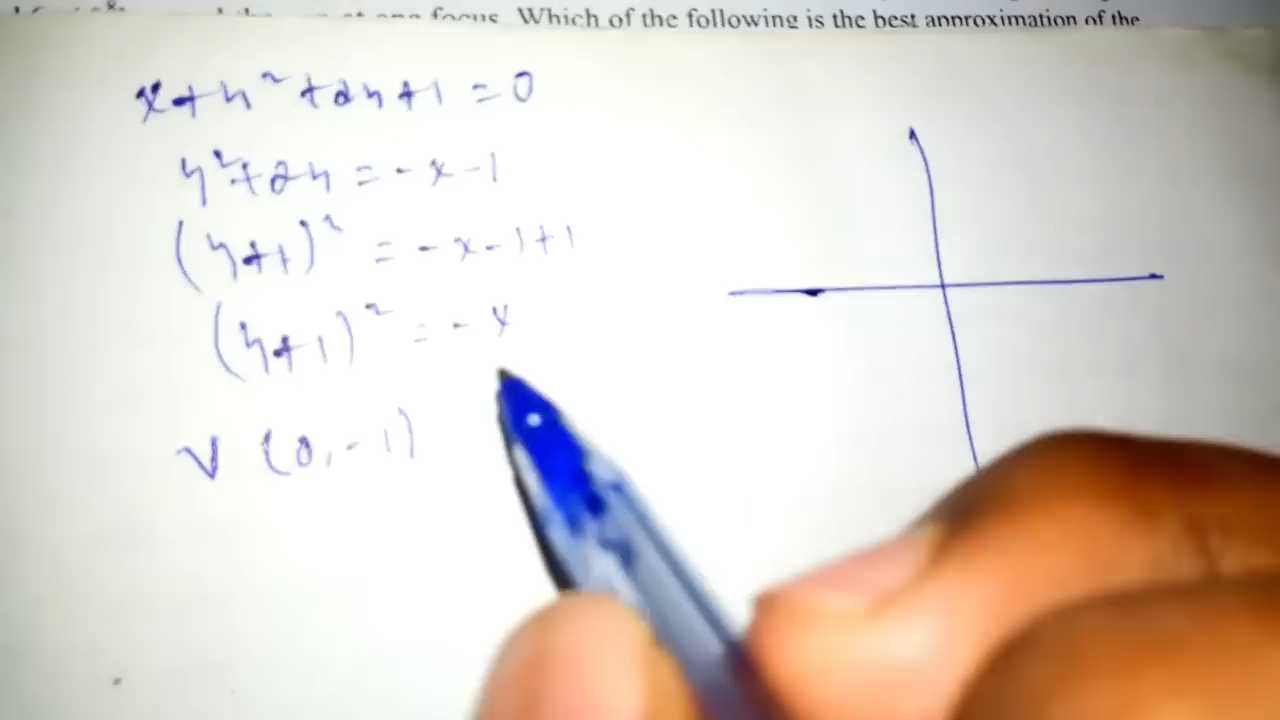 focus. Which of the following is the best approximation of the
x+y²+2y+1 =0
y²+2y = -x-1
(y+1)² = -x-1+1
(y+1)² = -x
V (0,-1)